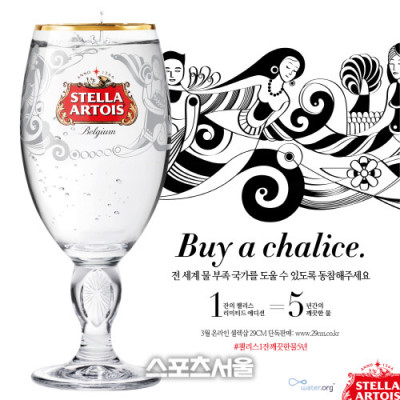 STELLA
ARTOIS
Belgium
Buy a chalice.
전 세계 물 부족 국가를 도울 수 있도록 동참해주세요
1 잔의 챌리스 리미티드 에디션 = 5 년간의 깨끗한 물
3월 온라인 셀렉샵 29CM 단독판매: www.29cm.co.kr
#챌리스1잔깨끗한물5년
스포츠서울
water.org
STELLA
ARTOIS